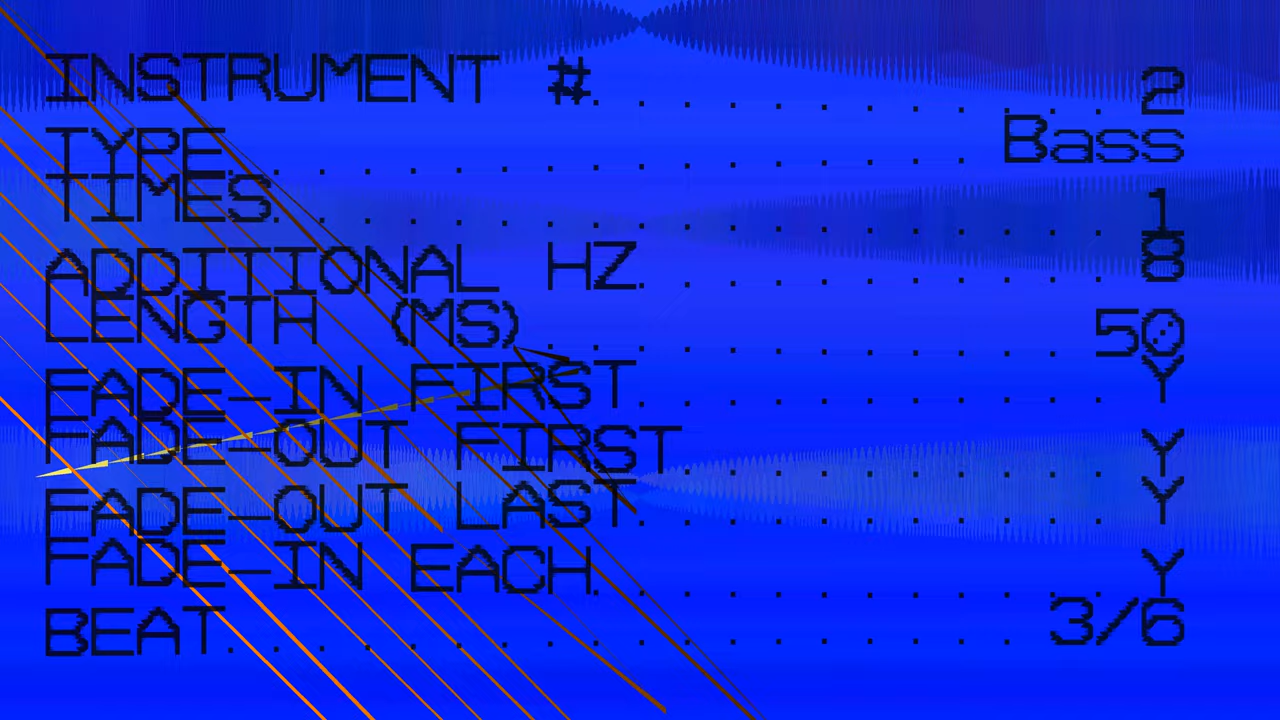 INSTRUMENT #. . . . . . . . . . . . 2
TYPE. . . . . . . . . . . . . . . . . Bass
TIMES. . . . . . . . . . . . . . . . . . . 1
ADDITIONAL HZ. . . . . . . . . . . 8
LENGTH (MS). . . . . . . . . . . . . 50
FADE-IN FIRST. . . . . . . . . . . Y
FADE-OUT FIRST. . . . . . . . . . Y
FADE-OUT LAST. . . . . . . . . . . Y
FADE-IN EACH. . . . . . . . . . . . Y
BEAT. . . . . . . . . . . . . . . . . . 3/6